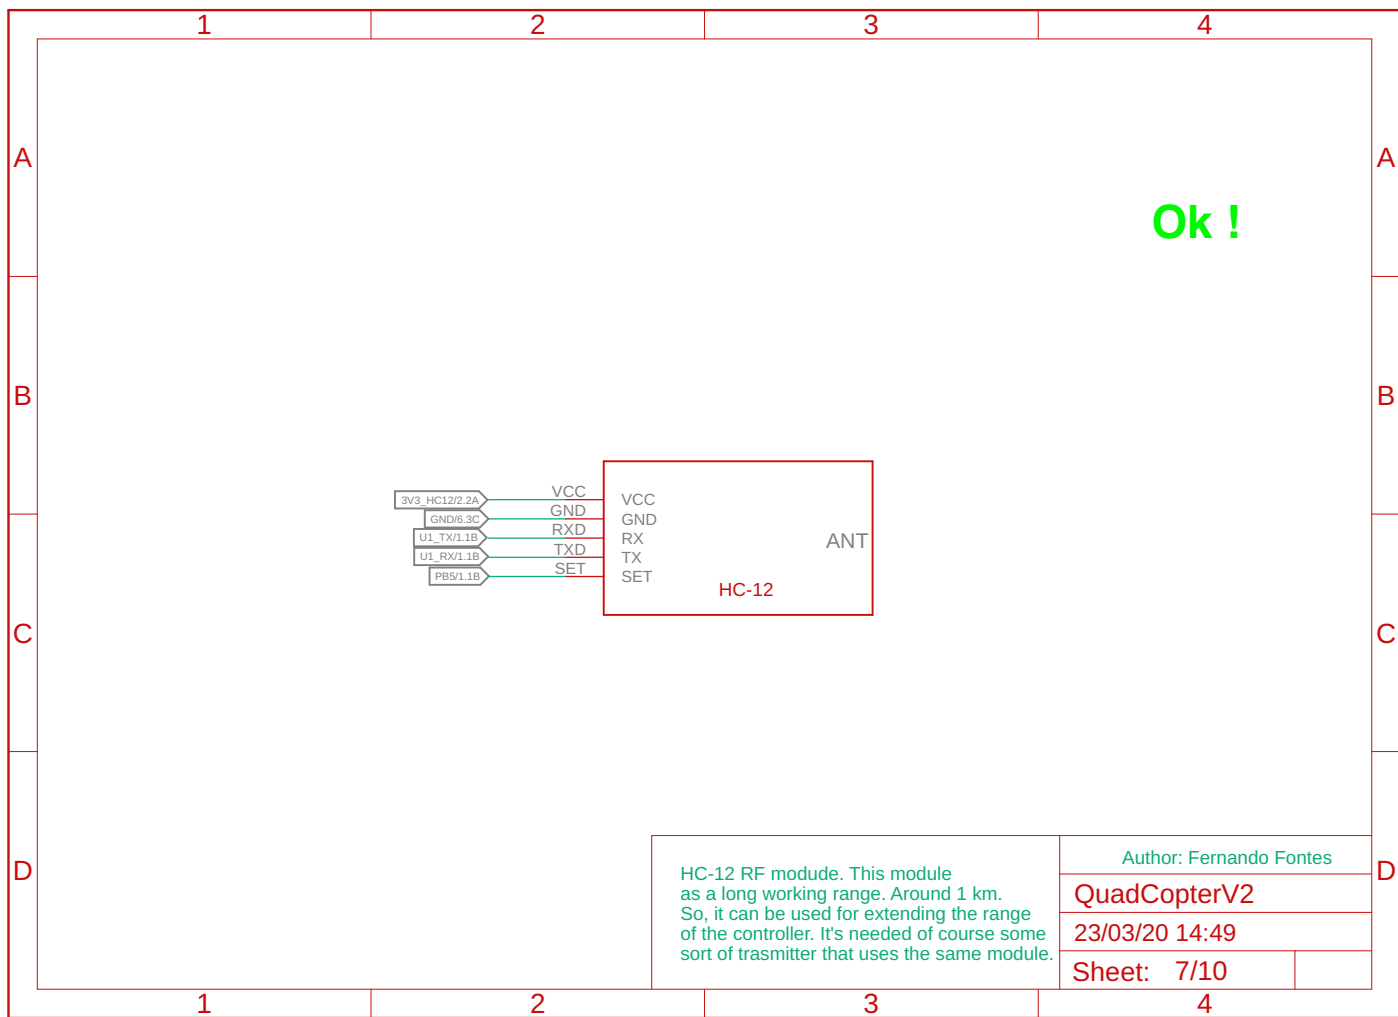 1 2 3 4
A A
Ok !
B B
3V3_HC12/2.2A VCC VCC
GND/6.3C GND GND
U1_TX/1.1B RXD RX
ANT
U1_RX/1.1B TXD TX
PB5/1.1B SET SET
HC-12
C C
D D
HC-12 RF modude. This module
as a long working range. Around 1 km.
So, it can be used for extending the range
of the controller. It's needed of course some
sort of trasmitter that uses the same module.
Author: Fernando Fontes
QuadCopterV2
23/03/20 14:49
Sheet: 7/10
1 2 3 4